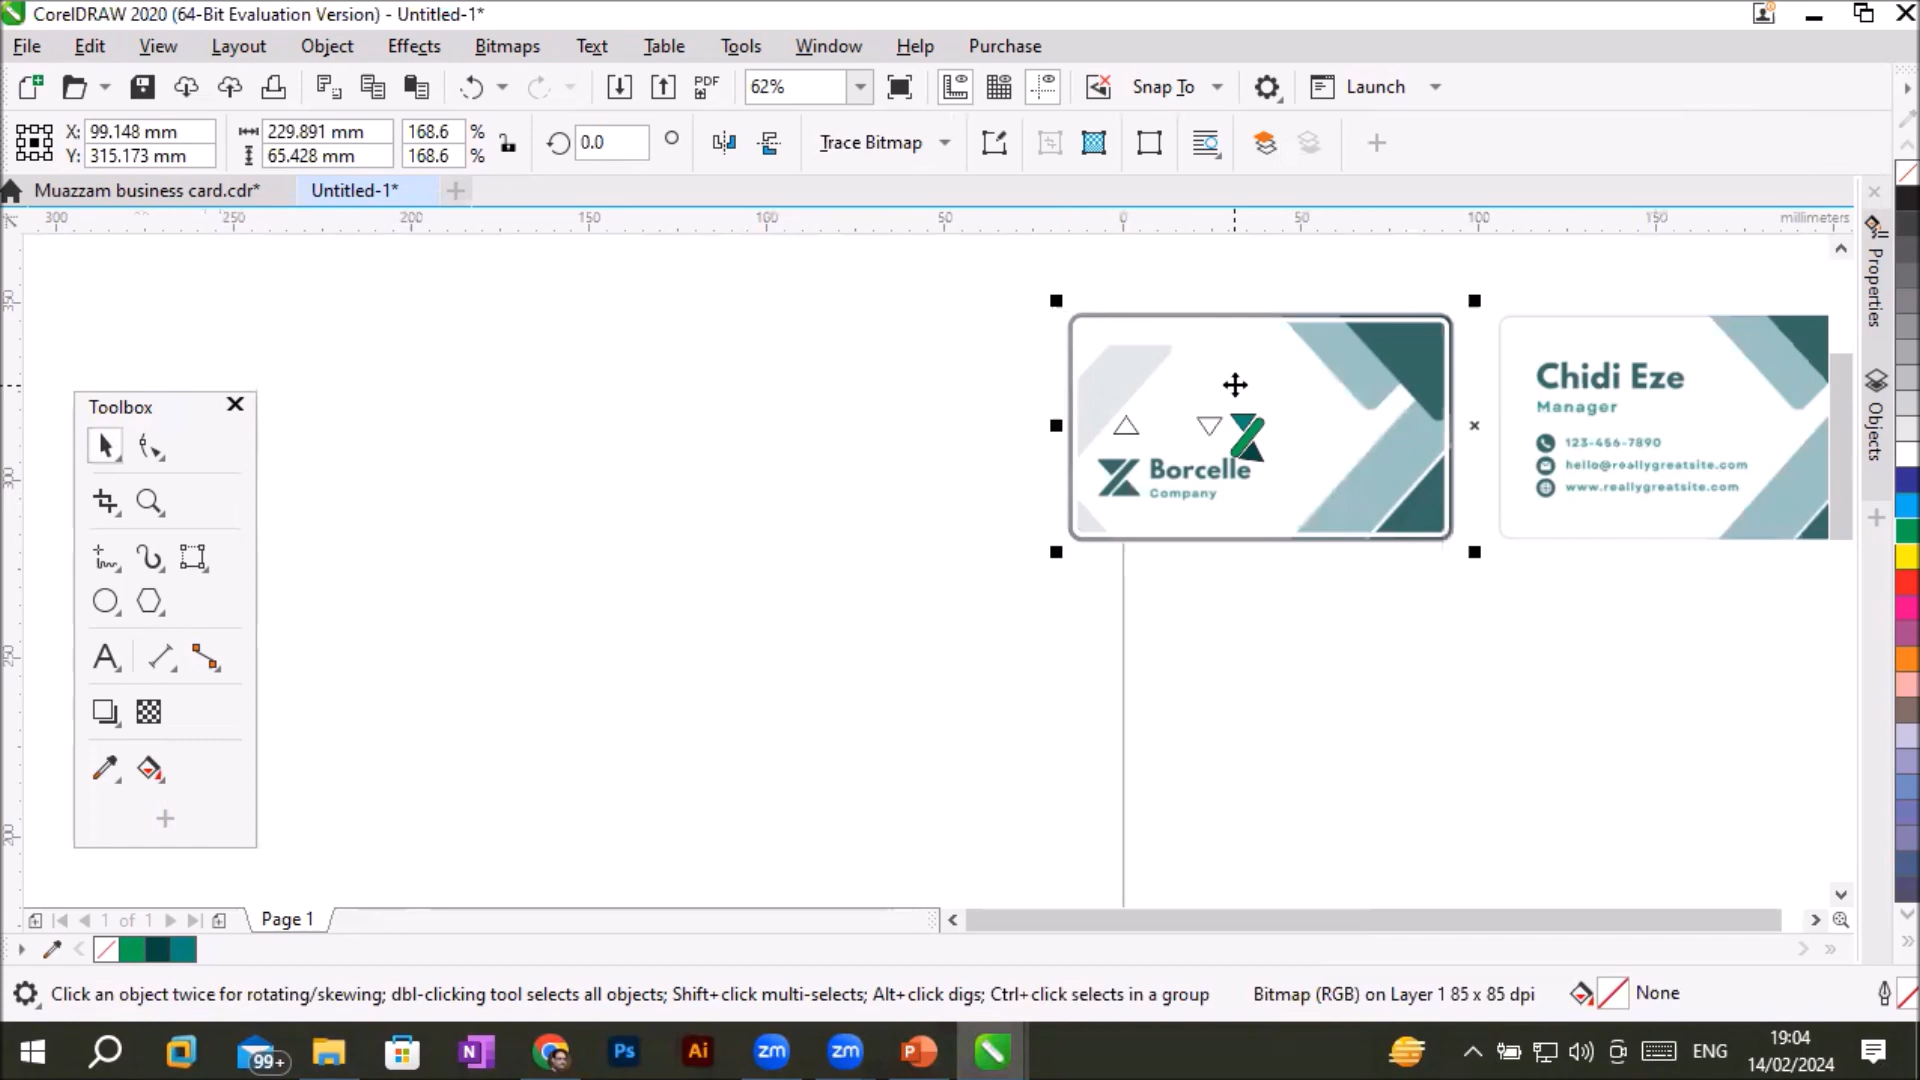 CorelDRAW 2020 (64-Bit Evaluation Version) - Untitled-1*
File Edit View Layout Object Effects Bitmaps Text Table Tools Window Help Purchase
PDF 62% Snap To Launch
X: 99.148 mm 229.891 mm 168.6 % 0.0 Trace Bitmap
Y: 315.173 mm 65.428 mm 168.6 %
Muazzam business card.cdr* Untitled-1*
300 250 200 150 100 50 0 50 100 150 millimeters
Properties
Objects
300
250
200
Toolbox
Borcelle
Company
Chidi Eze
Manager
123-456-7890
hello@reallygreatsite.com
www.reallygreatsite.com
1 of 1 Page 1
Click an object twice for rotating/skewing; dbl-clicking tool selects all objects; Shift+click multi-selects; Alt+click digs; Ctrl+click selects in a group Bitmap (RGB) on Layer 1 85 x 85 dpi None
99+ N Ps Ai zm zm P ENG 19:04
14/02/2024